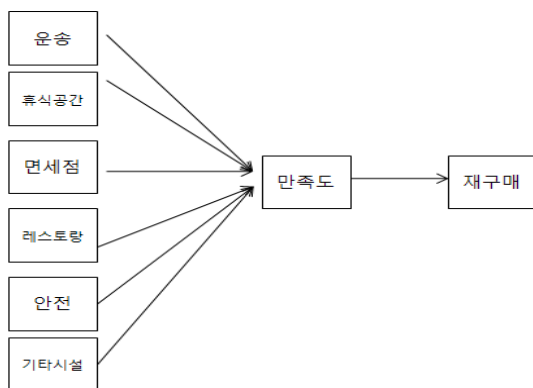 운송
휴식공간
면세점
만족도
재구매
레스토랑
안전
기타시설